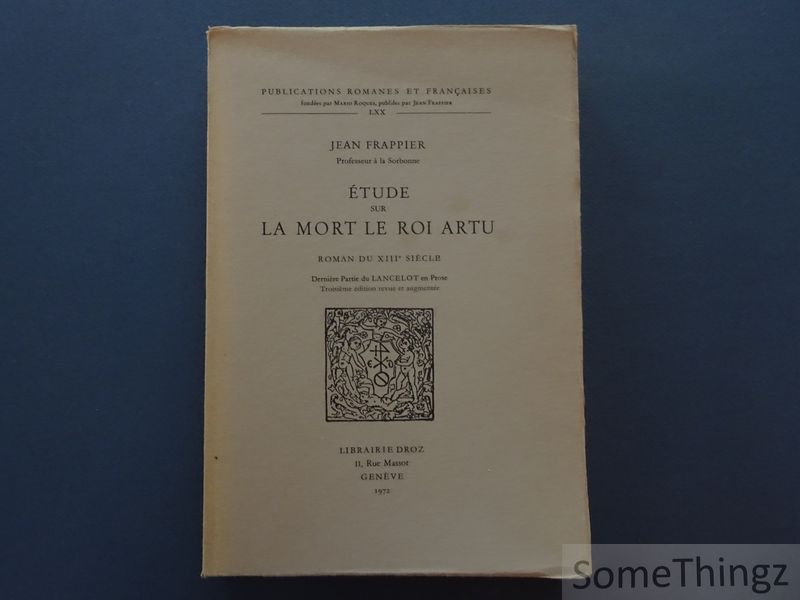 PUBLICATIONS ROMANES ET FRANÇAISES
fondées par MARIO ROQUES, publiées par JEAN FRAPPIER
LXX
JEAN FRAPPIER
Professeur à la Sorbonne
ÉTUDE
SUR
LA MORT LE ROI ARTU
ROMAN DU XIIIe SIÈCLE
Dernière Partie du LANCELOT en Prose
Troisième édition revue et augmentée
E D
LIBRAIRIE DROZ
11, Rue Massot
GENÈVE
1972
SomeThingz